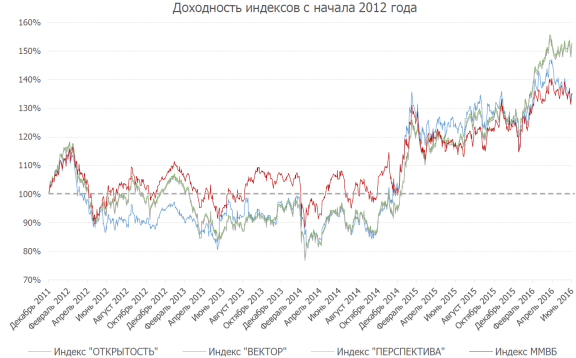 Доходность индексов с начала 2012 года
160%
150%
140%
130%
120%
110%
100%
90%
80%
70%
Декабрь 2011
Февраль 2012
Апрель 2012
Июнь 2012
Август 2012
Октябрь 2012
Декабрь 2012
Февраль 2013
Апрель 2013
Июнь 2013
Август 2013
Октябрь 2013
Декабрь 2013
Февраль 2014
Апрель 2014
Июнь 2014
Август 2014
Октябрь 2014
Декабрь 2014
Февраль 2015
Апрель 2015
Июнь 2015
Август 2015
Октябрь 2015
Декабрь 2015
Февраль 2016
Апрель 2016
Июнь 2016
Индекс "ОТКРЫТОСТЬ" Индекс "ВЕКТОР" Индекс "ПЕРСПЕКТИВА" Индекс ММВБ